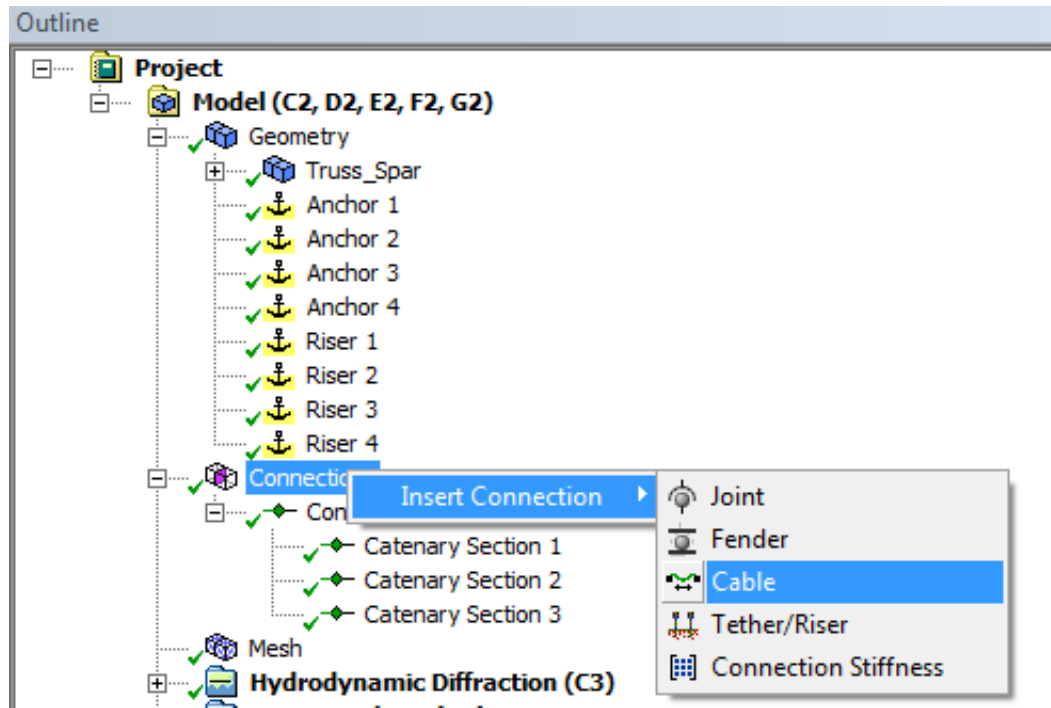 Outline
Project
Model (C2, D2, E2, F2, G2)
Geometry
Truss_Spar
Anchor 1
Anchor 2
Anchor 3
Anchor 4
Riser 1
Riser 2
Riser 3
Riser 4
Insert Connection
Joint
Fender
Cable
Catenary Section 1
Catenary Section 2
Tether/Riser
Catenary Section 3
Mesh
Connection Stiffness
Hydrodynamic Diffraction (C3)